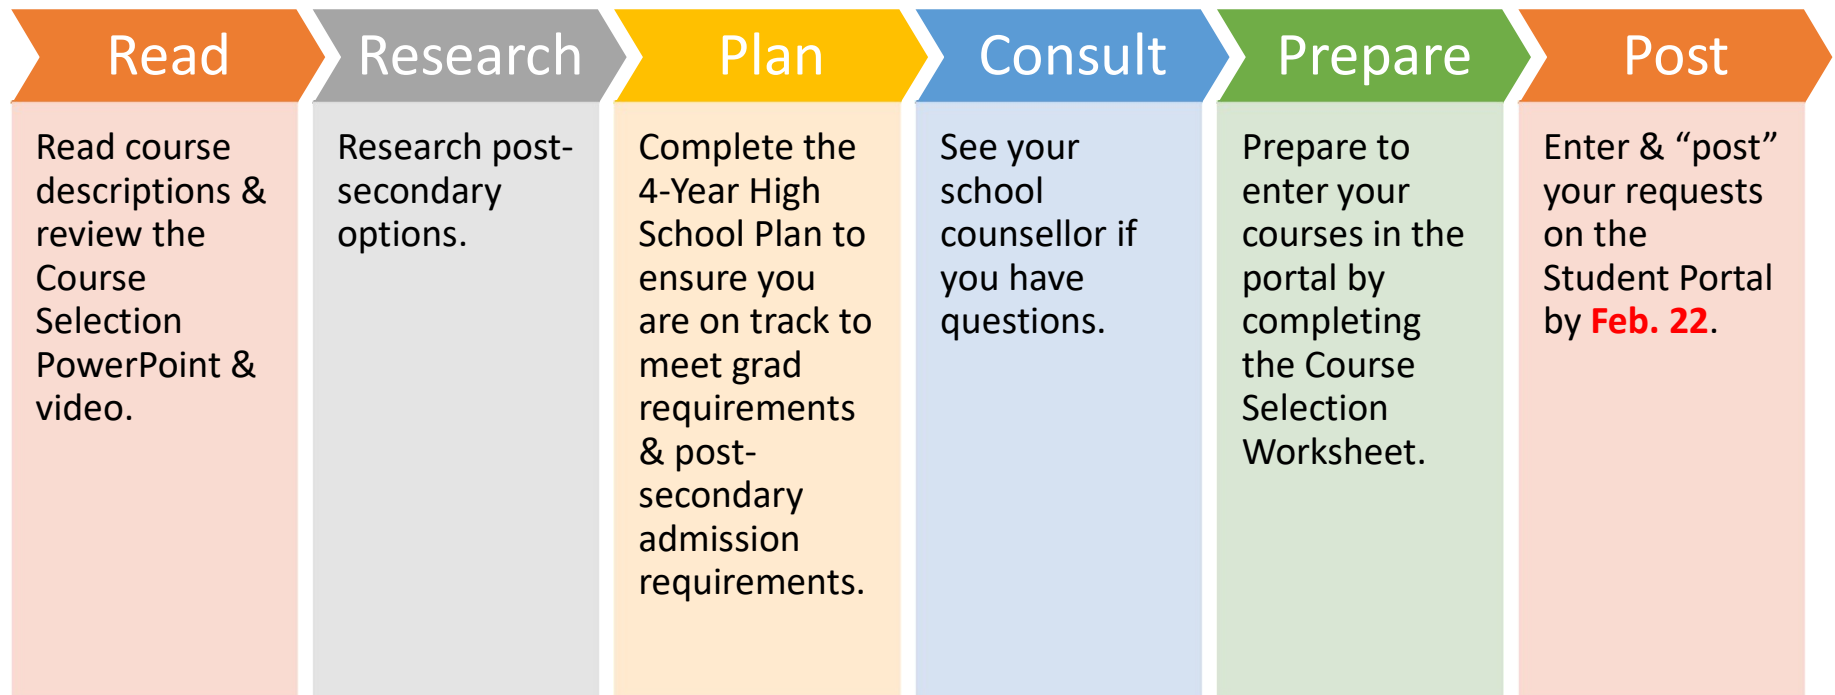 Read
Read course
descriptions &
review the
Course
Selection
PowerPoint &
video.
Research
Research post-
secondary
options.
Plan
Complete the
4-Year High
School Plan to
ensure you
are on track to
meet grad
requirements
& post-
secondary
admission
requirements.
Consult
See your
school
counsellor if
you have
questions.
Prepare
Prepare to
enter your
courses in the
portal by
completing
the Course
Selection
Worksheet.
Post
Enter & “post”
your requests
on the
Student Portal
by Feb. 22.